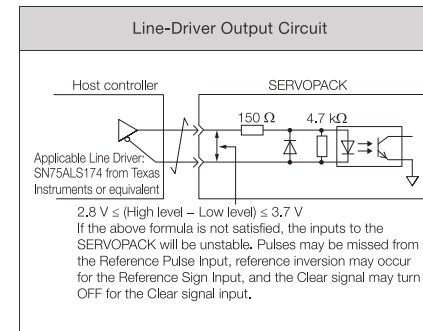 Line-Driver Output Circuit
Host controller
SERVOPACK
150 Ω
4.7 kΩ
Applicable Line Driver:
SN75ALS174 from Texas
Instruments or equivalent
2.8 V ≤ (High level − Low level) ≤ 3.7 V
If the above formula is not satisfied, the inputs to the
SERVOPACK will be unstable. Pulses may be missed from
the Reference Pulse Input, reference inversion may occur
for the Reference Sign Input, and the Clear signal may turn
OFF for the Clear signal input.